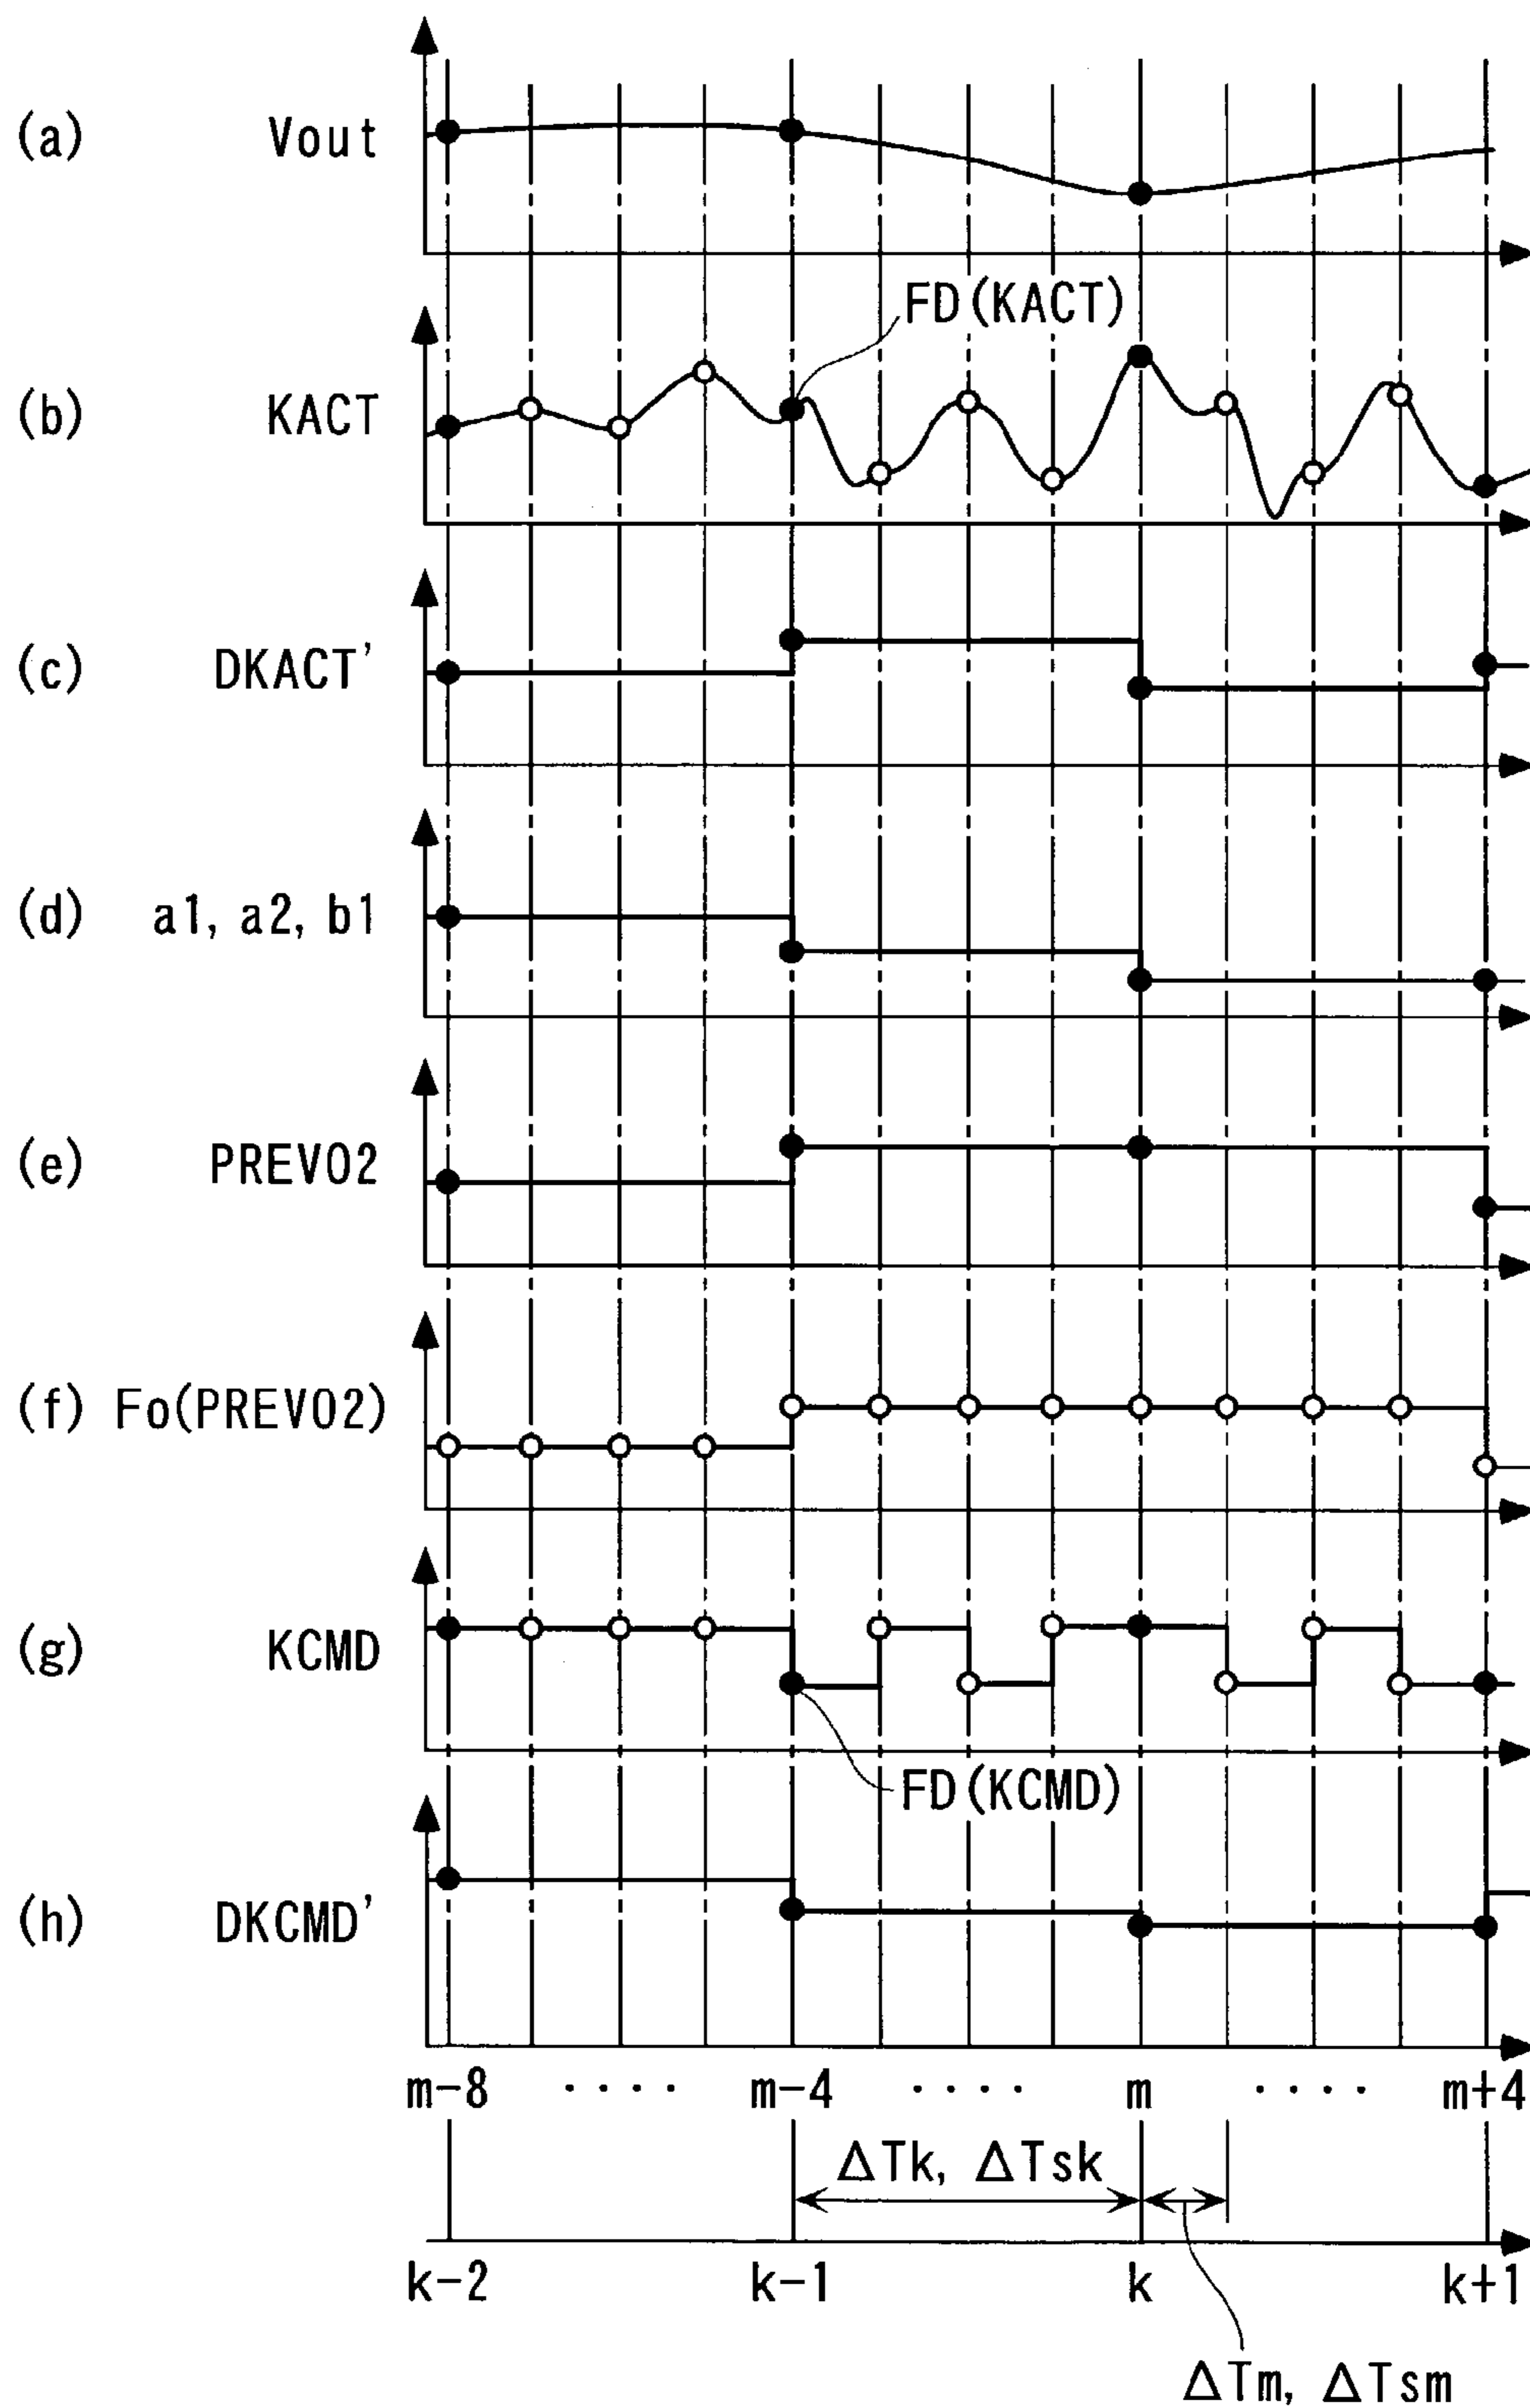 (a) Vout
FD(KACT)
(b) KACT
(c) DKACT'
(d) a1, a2, b1
(e) PREVO2
(f) Fo(PREVO2)
(g) KCMD
FD(KCMD)
(h) DKCMD'
m-8 .... m-4 .... m .... m+4
ΔTk, ΔTsk
k-2 k-1 k k+1
ΔTm, ΔTsm